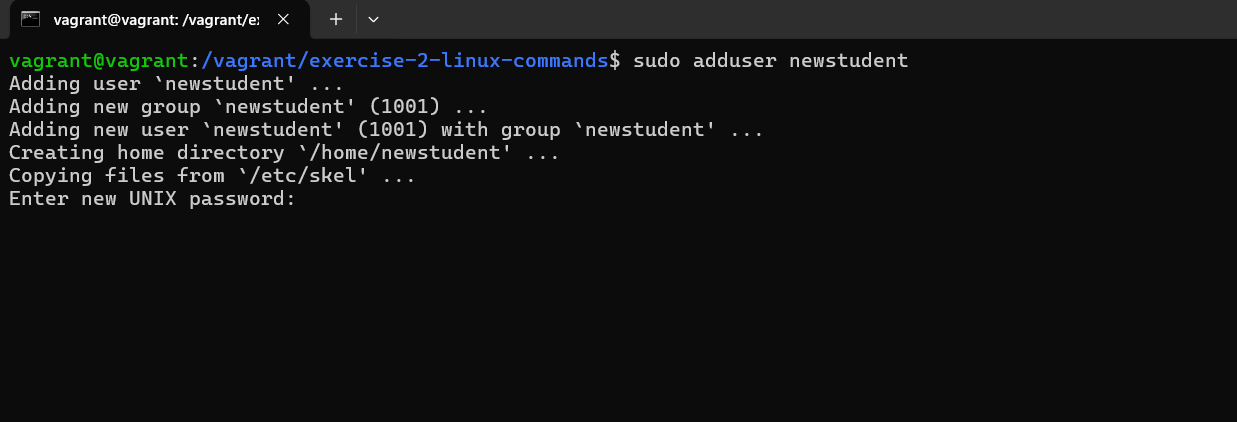 vagrant@vagrant: /vagrant/e
vagrant@vagrant:/vagrant/exercise-2-linux-commands$ sudo adduser newstudent
Adding user `newstudent' ...
Adding new group `newstudent' (1001) ...
Adding new user `newstudent' (1001) with group `newstudent' ...
Creating home directory `/home/newstudent' ...
Copying files from `/etc/skel' ...
Enter new UNIX password: